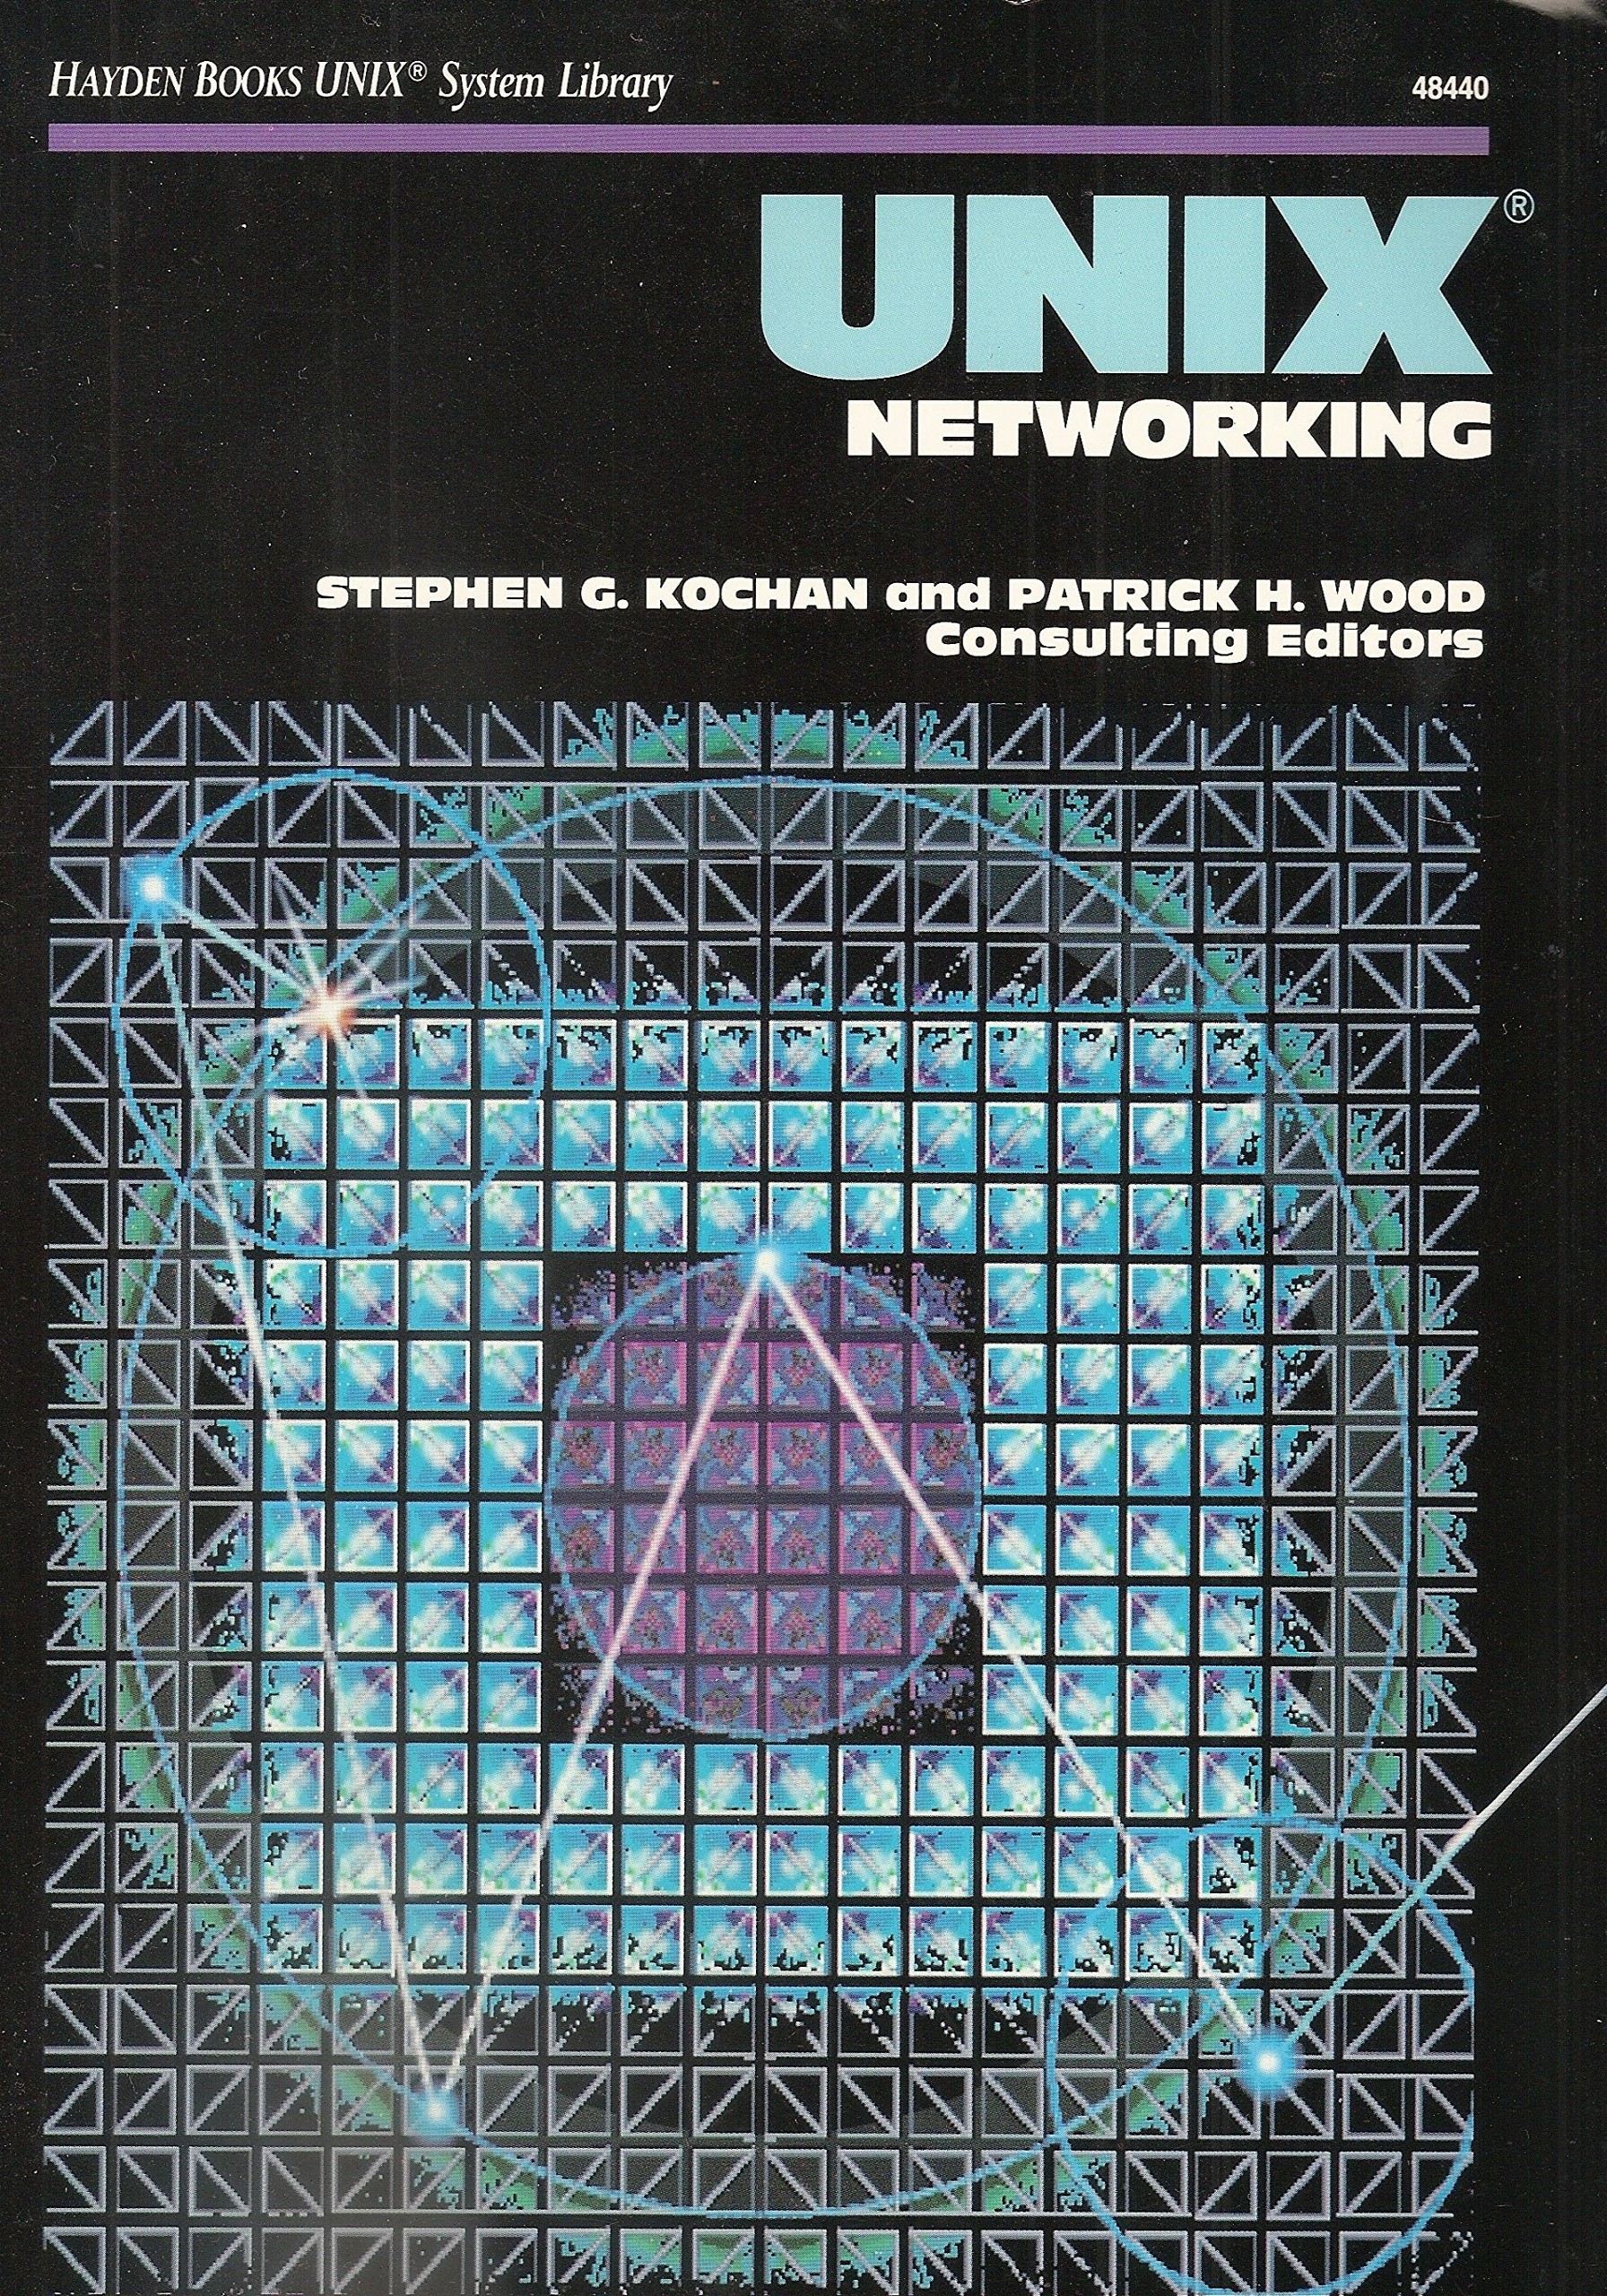 HAYDEN BOOKS UNIX® System Library
48440
UNIX®
NETWORKING
STEPHEN G. KOCHAN and PATRICK H. WOOD
Consulting Editors